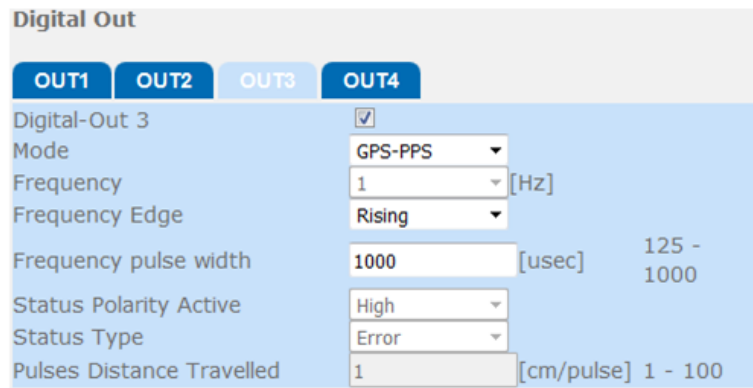 Digital Out
OUT1 OUT2 OUT3 OUT4
Digital-Out 3
Mode GPS-PPS
Frequency 1 [Hz]
Frequency Edge Rising
Frequency pulse width 1000 [usec] 125 - 1000
Status Polarity Active High
Status Type Error
Pulses Distance Travelled 1 [cm/pulse] 1 - 100